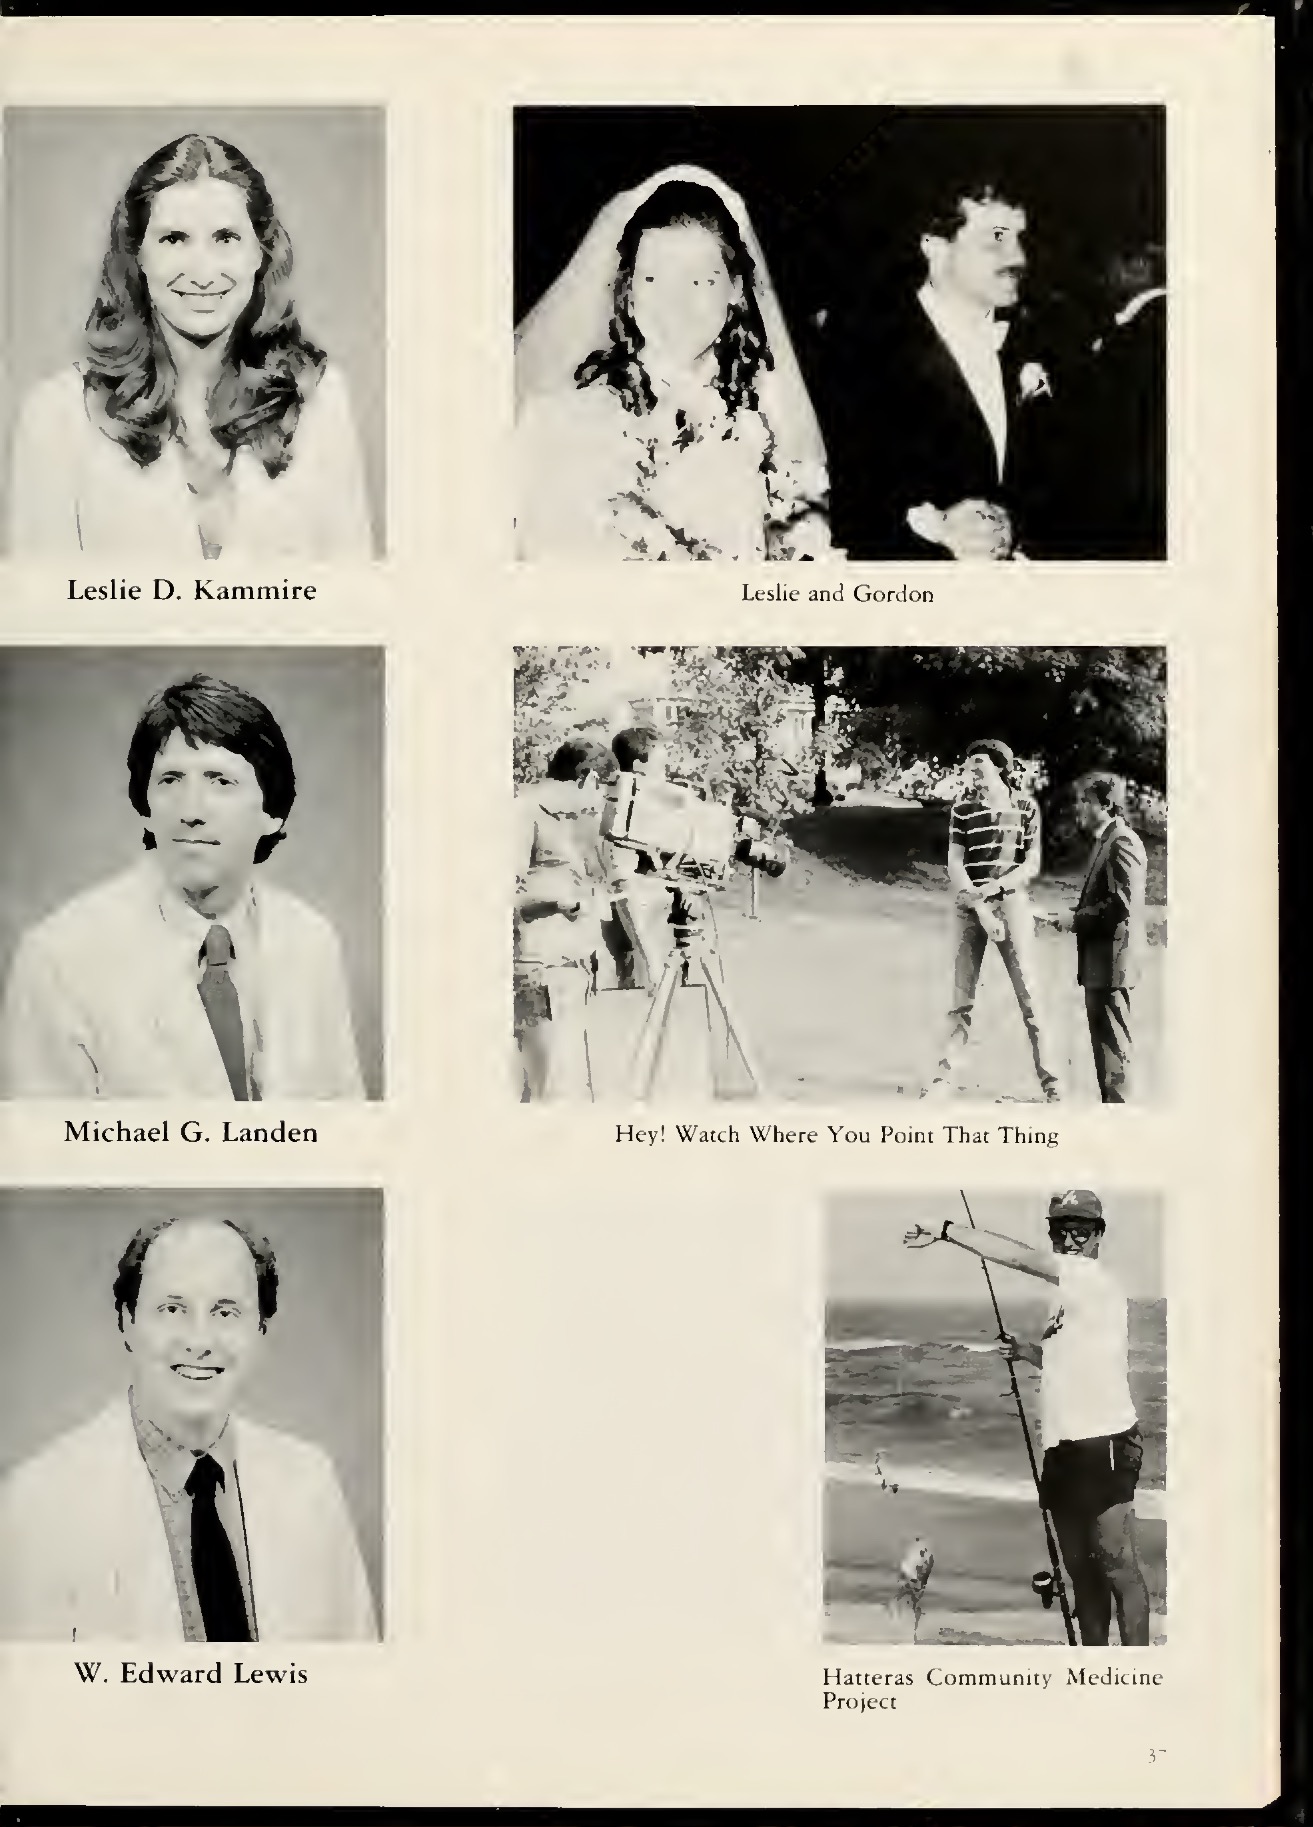 Leslie D. Kammire
Leslie and Gordon
Michael G. Landen
Hey! Watch Where You Point That Thing
A
W. Edward Lewis
Hatteras Community Medicine
Project